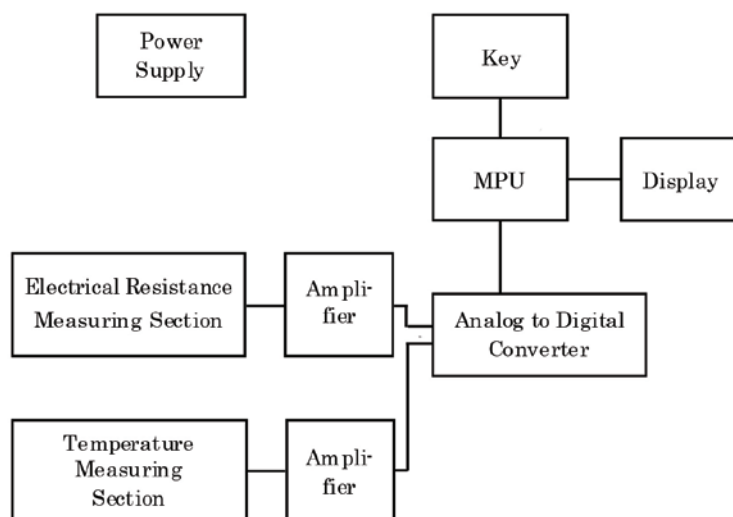 Power
Supply
Key
MPU
Display
Electrical Resistance
Measuring Section
Ampli-
fier
Analog to Digital
Converter
Temperature
Measuring
Section
Ampli-
fier